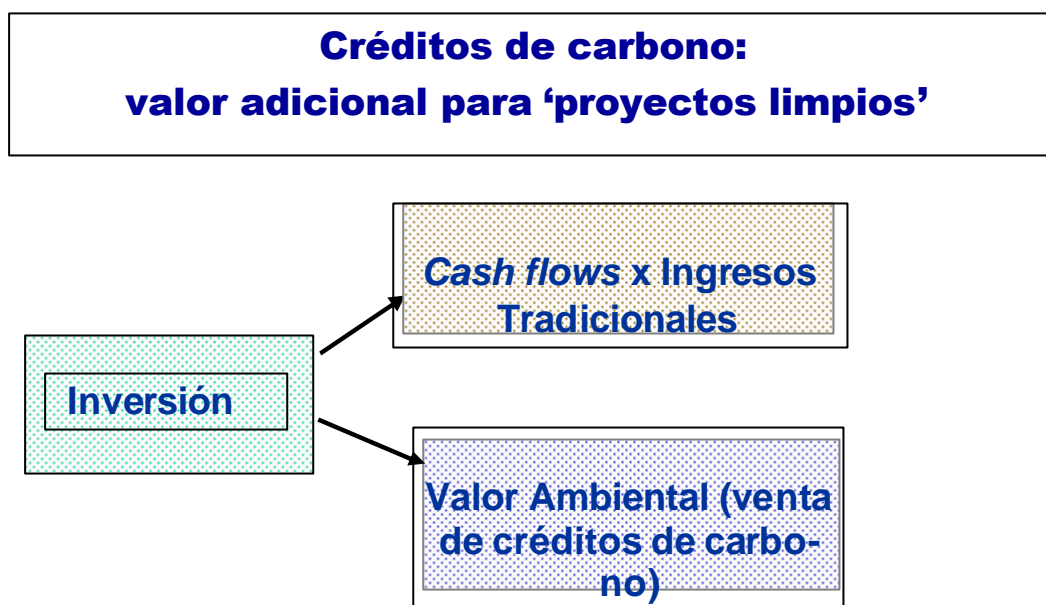 Créditos de carbono:
valor adicional para ‘proyectos limpios’
Cash flows x Ingresos
Tradicionales
Inversión
Valor Ambiental (venta
de créditos de carbo-
no)